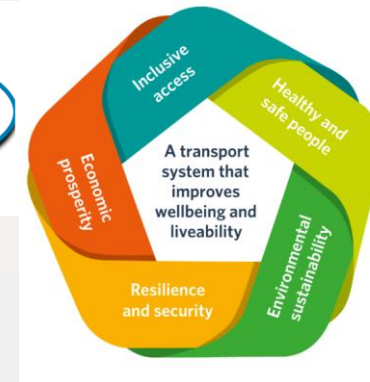 Inclusive
access
Healthy and
safe people
Economic
prosperity
A transport
system that
improves
wellbeing and
liveability
Environmental
sustainability
Resilience
and security